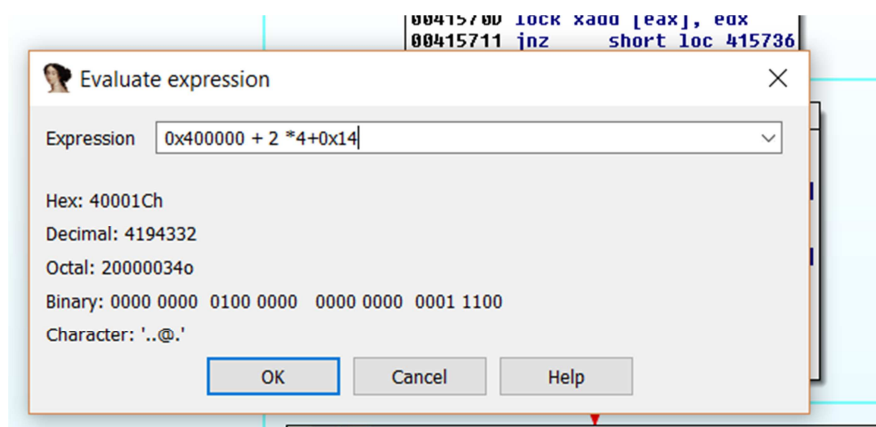 0041570D lock xadd [eax], edx
00415711 jnz short loc_415736
Evaluate expression
Expression 0x400000 + 2 *4+0x14
Hex: 40001Ch
Decimal: 4194332
Octal: 20000034o
Binary: 0000 0000 0100 0000 0000 0000 0001 1100
Character: '..@.'
OK Cancel Help